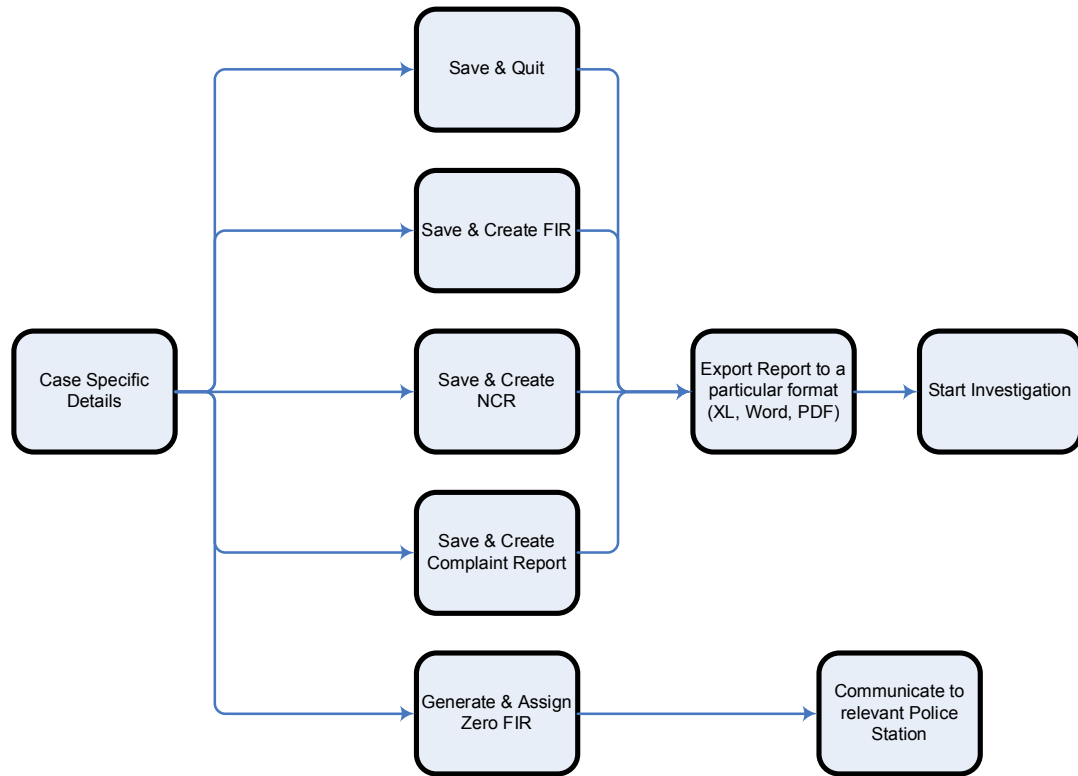 Save & Quit
Save & Create FIR
Case Specific
Details
Save & Create
NCR
Export Report to a
particular format
(XL, Word, PDF)
Start Investigation
Save & Create
Complaint Report
Generate & Assign
Zero FIR
Communicate to
relevant Police
Station